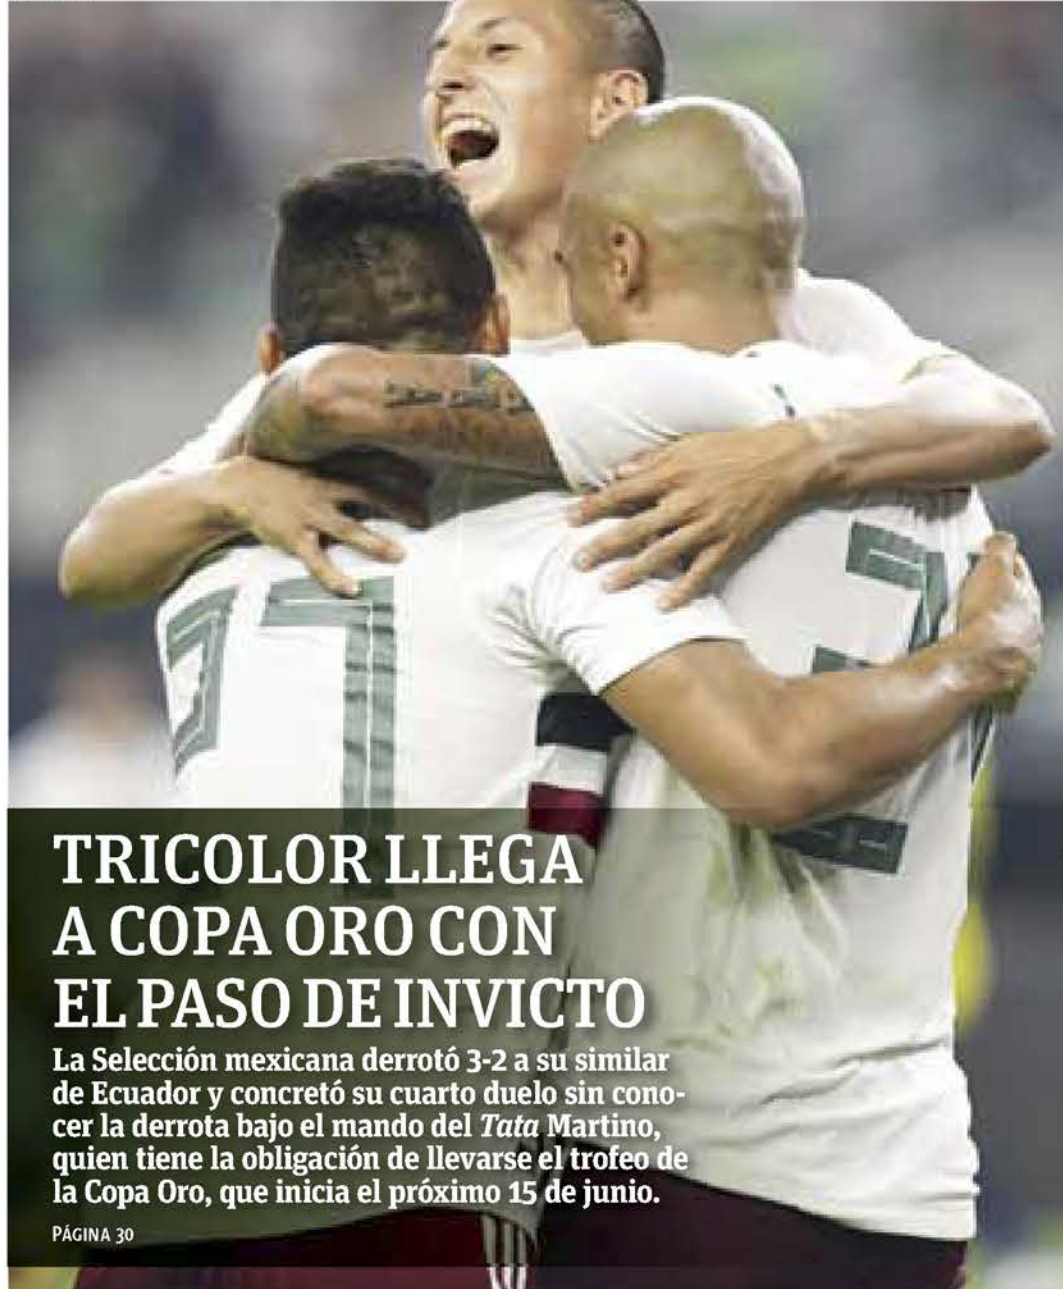 TRICOLOR LLEGA
A COPA ORO CON
EL PASO DE INVICTO
La Selección mexicana derrotó 3-2 a su similar
de Ecuador y concretó su cuarto duelo sin cono-
cer la derrota bajo el mando del Tata Martino,
quien tiene la obligación de llevarse el trofeo de
la Copa Oro, que inicia el próximo 15 de junio.
PÁGINA 30